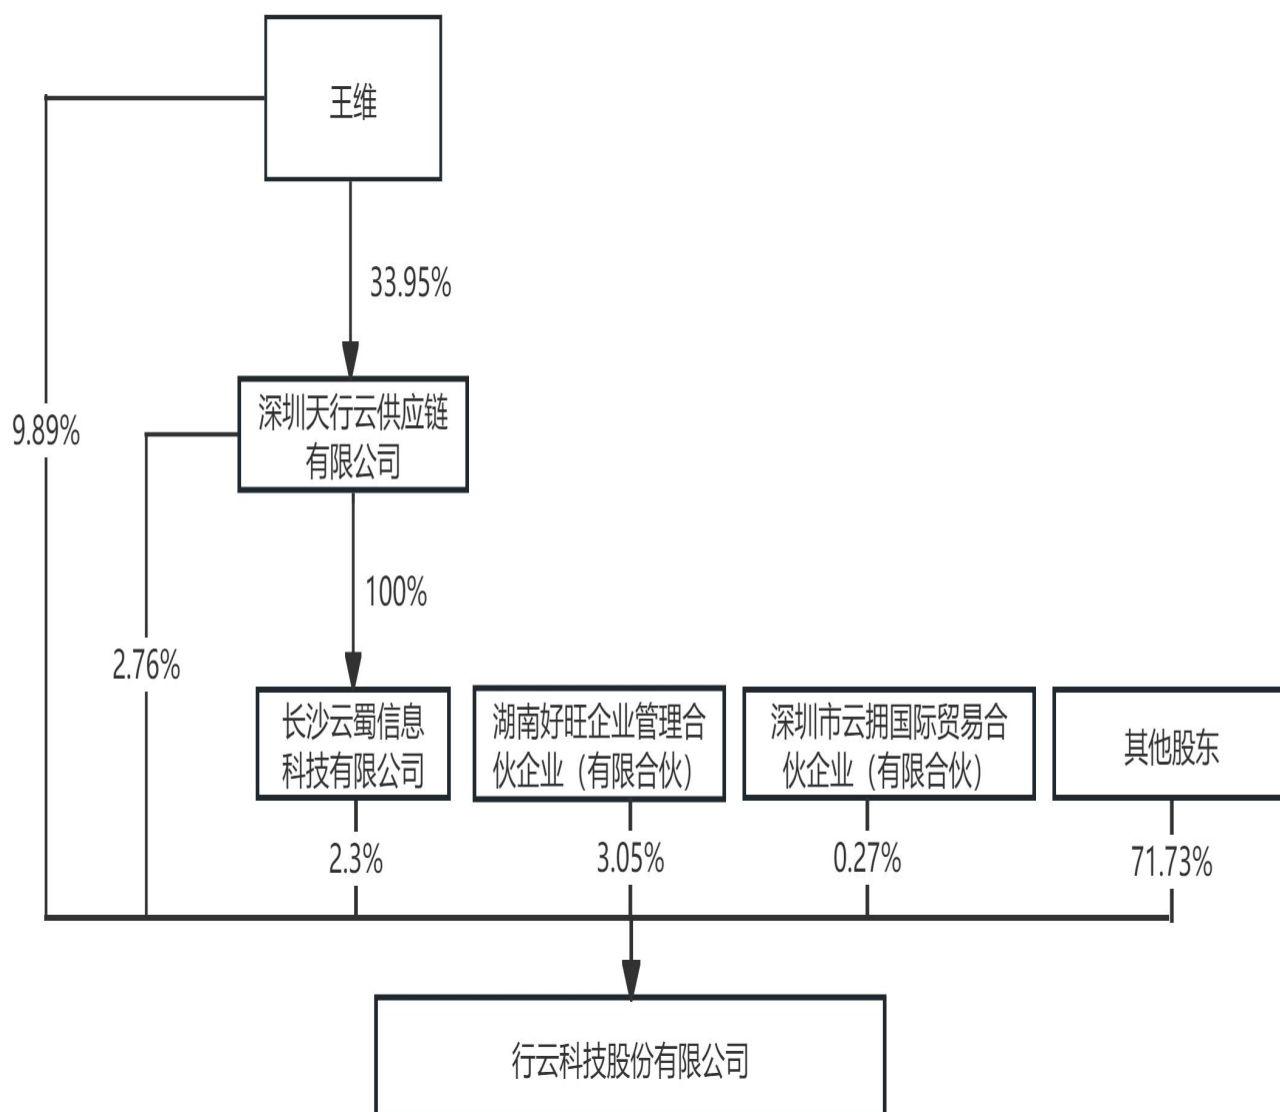 王维
33.95%
深圳天行云供应链
有限公司
9.89%
100%
2.76%
长沙云蜀信息
科技有限公司
湖南好旺企业管理合
伙企业（有限合伙）
深圳市云拥国际贸易合
伙企业（有限合伙）
其他股东
2.3%
3.05%
0.27%
71.73%
行云科技股份有限公司